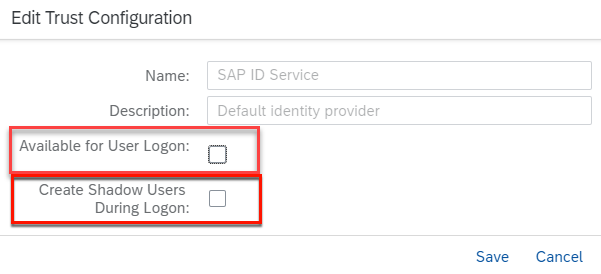 Edit Trust Configuration
Name: SAP ID Service
Description: Default identity provider
Available for User Logon:
Create Shadow Users
During Logon:
Save Cancel